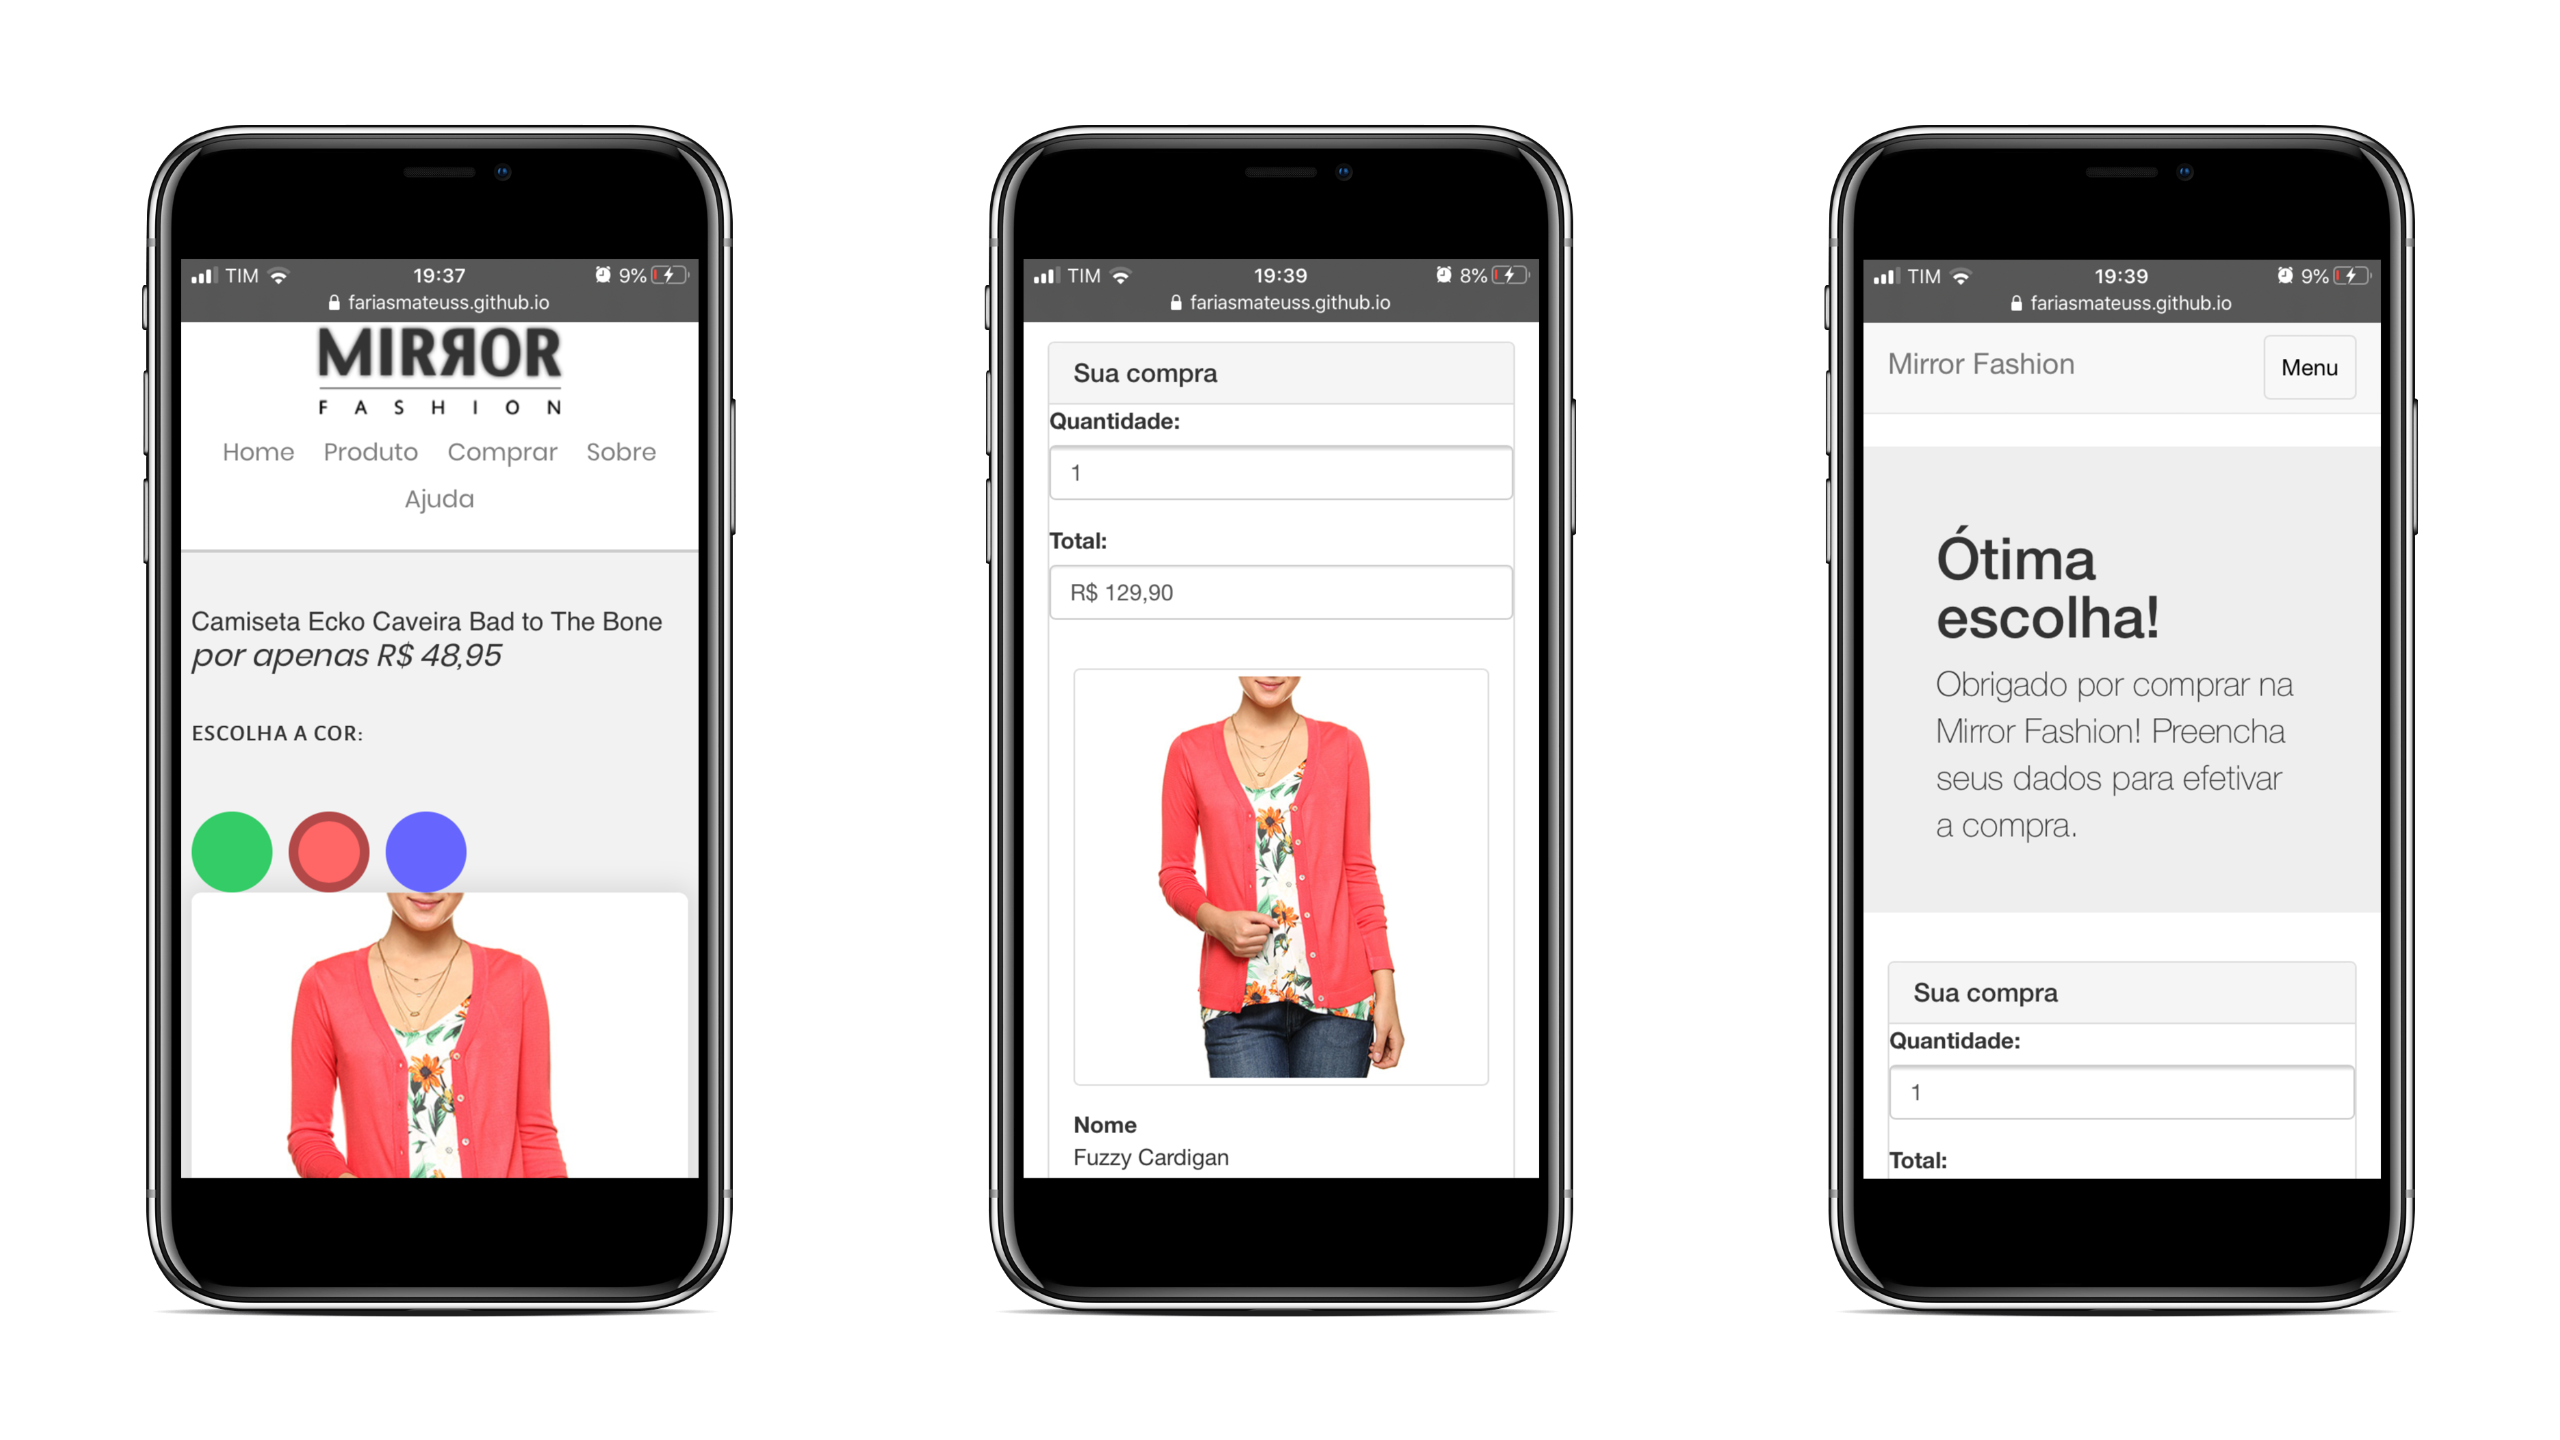 TIM 19:37 9%
fariasmateuss.github.io
MIRROR
FASHION
Home Produto Comprar Sobre
Ajuda
Camiseta Ecko Caveira Bad to The Bone
por apenas R$ 48,95
ESCOLHA A COR:
TIM 19:39 8%
fariasmateuss.github.io
Sua compra
Quantidade:
1
Total:
R$ 129,90
Nome
Fuzzy Cardigan
TIM 19:39 9%
fariasmateuss.github.io
Mirror Fashion Menu
Ótima
escolha!
Obrigado por comprar na
Mirror Fashion! Preencha
seus dados para efetivar
a compra.
Sua compra
Quantidade:
1
Total: